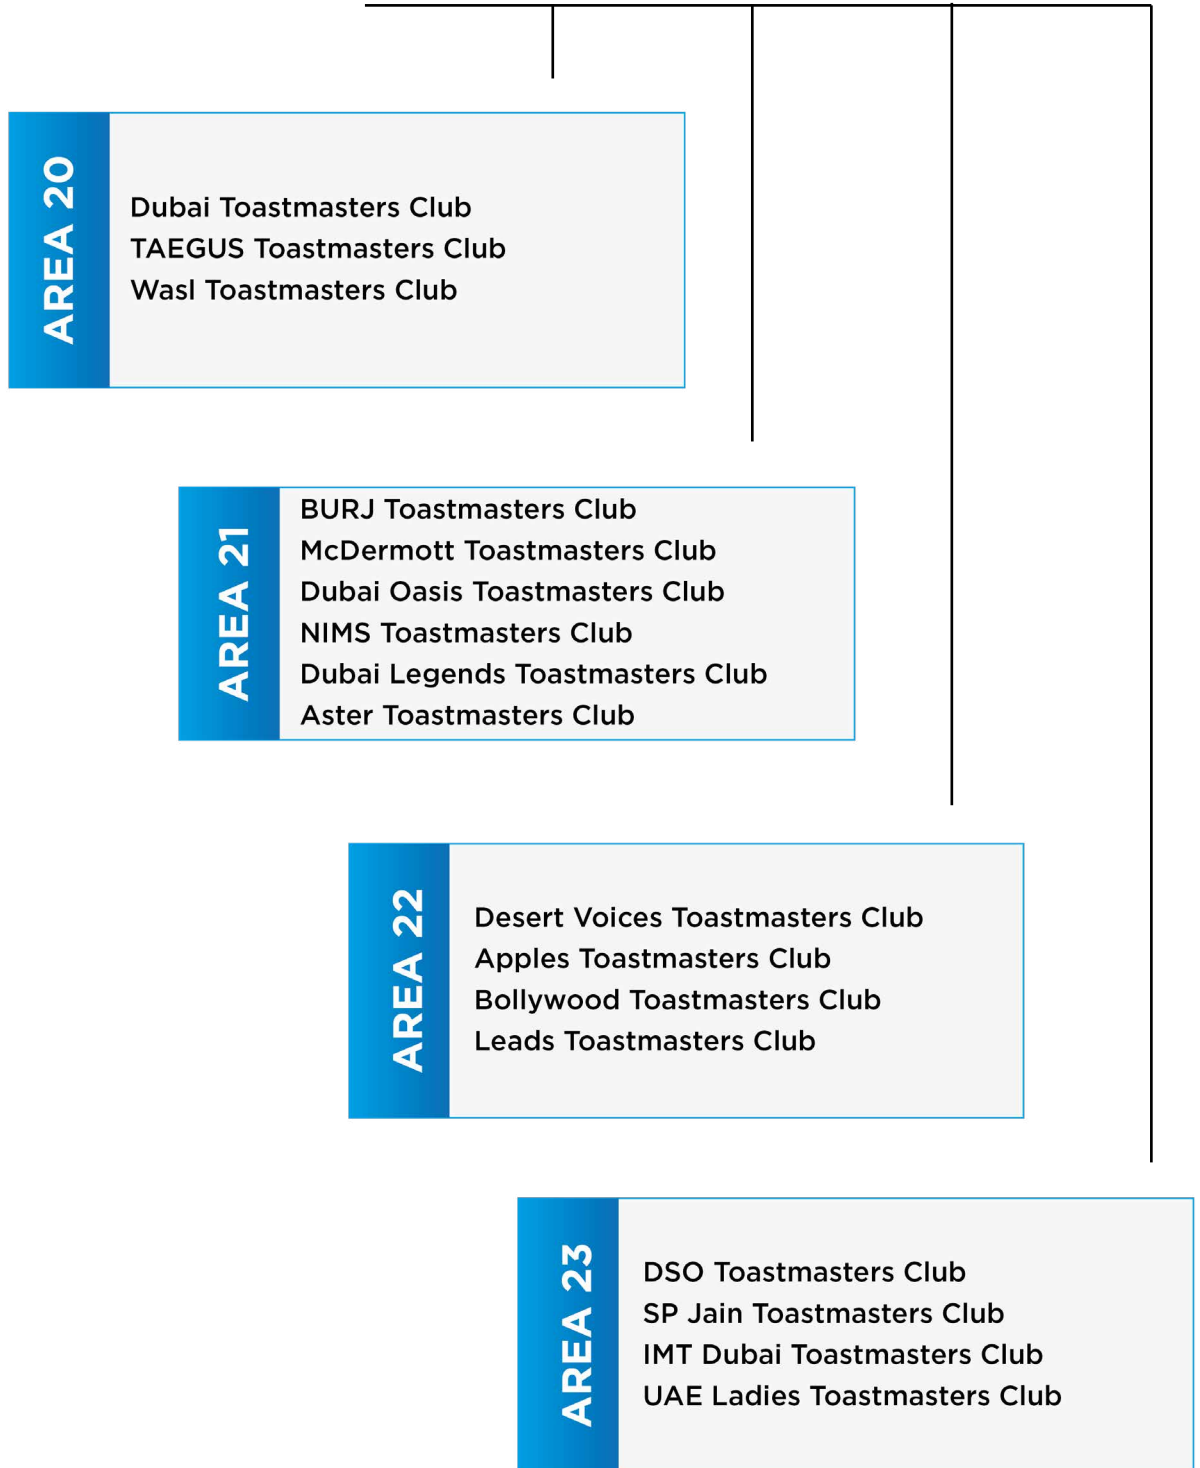 AREA 20
Dubai Toastmasters Club
TAEGUS Toastmasters Club
Wasl Toastmasters Club
AREA 21
BURJ Toastmasters Club
McDermott Toastmasters Club
Dubai Oasis Toastmasters Club
NIMS Toastmasters Club
Dubai Legends Toastmasters Club
Aster Toastmasters Club
AREA 22
Desert Voices Toastmasters Club
Apples Toastmasters Club
Bollywood Toastmasters Club
Leads Toastmasters Club
AREA 23
DSO Toastmasters Club
SP Jain Toastmasters Club
IMT Dubai Toastmasters Club
UAE Ladies Toastmasters Club